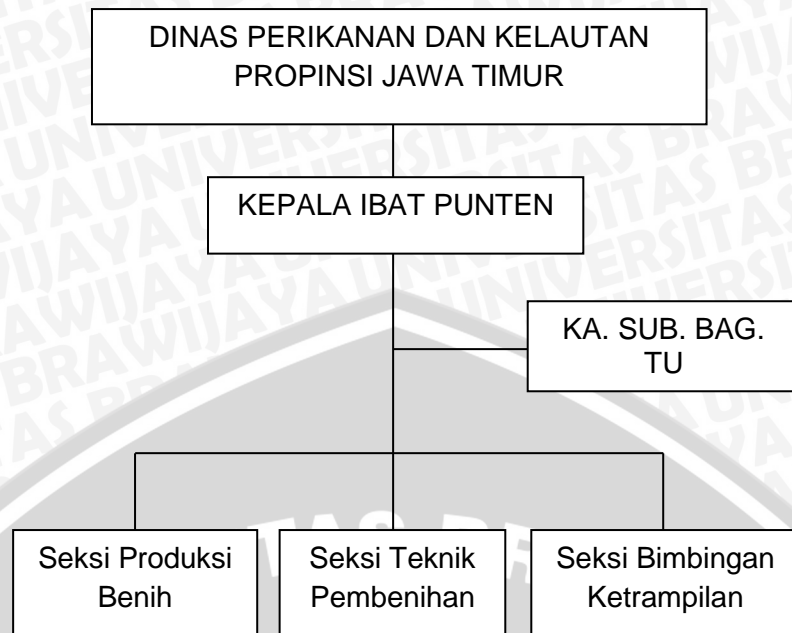 DINAS PERIKANAN DAN KELAUTAN
PROPINSI JAWA TIMUR
KEPALA IBAT PUNTEN
KA. SUB. BAG.
TU
Seksi Produksi
Benih
Seksi Teknik
Pembenihan
Seksi Bimbingan
Ketrampilan